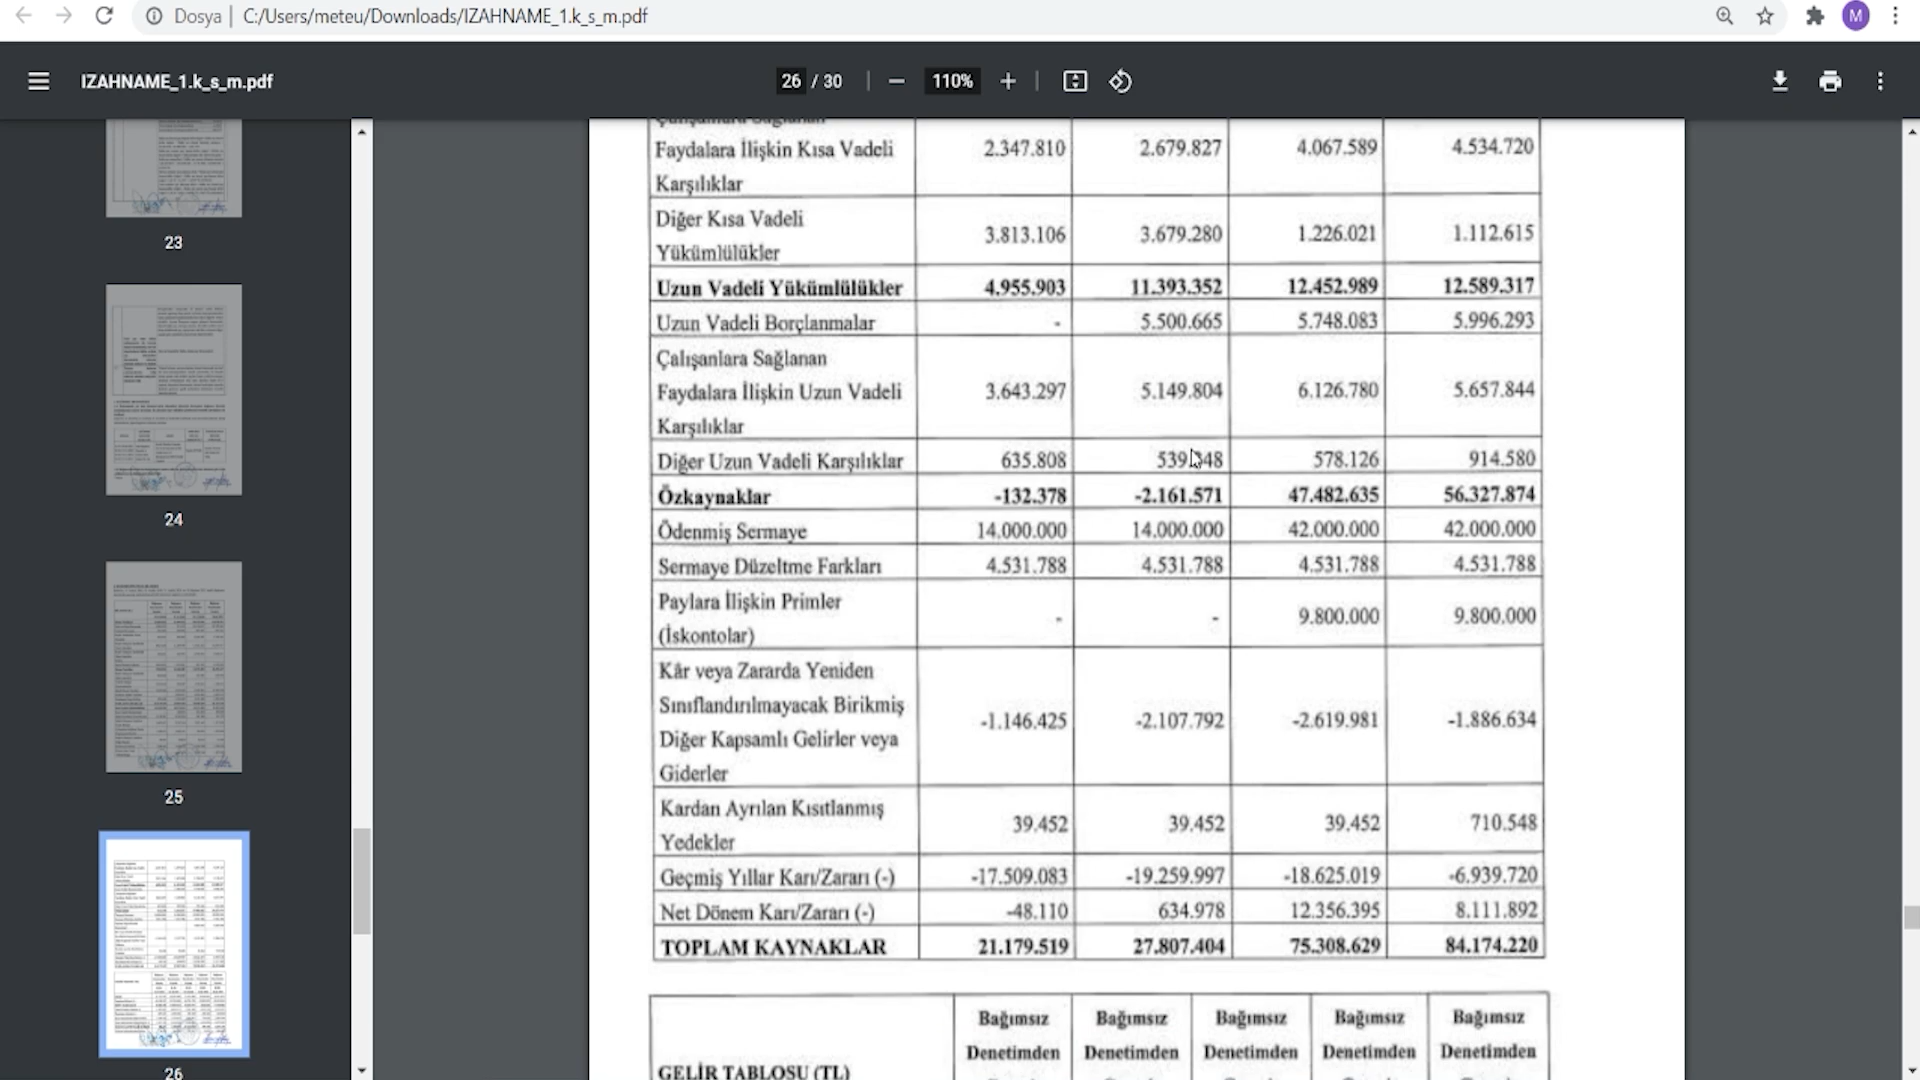 Dosya | C:/Users/meteu/Downloads/IZAHNAME_1.k_s_m.pdf
M
IZAHNAME_1.k_s_m.pdf
26 / 30
110%
23
24
25
26
Faydalara İlişkin Kısa Vadeli Karşılıklar 2.347.810 2.679.827 4.067.589 4.534.720
Diğer Kısa Vadeli Yükümlülükler 3.813.106 3.679.280 1.226.021 1.112.615
Uzun Vadeli Yükümlülükler 4.955.903 11.393.352 12.452.989 12.589.317
Uzun Vadeli Borçlanmalar - 5.500.665 5.748.083 5.996.293
Çalışanlara Sağlanan
Faydalara İlişkin Uzun Vadeli Karşılıklar 3.643.297 5.149.804 6.126.780 5.657.844
Diğer Uzun Vadeli Karşılıklar 635.808 578.126 914.580
Özkaynaklar -132.378 -2.161.571 47.482.635 56.327.874
Ödenmiş Sermaye 14.000.000 14.000.000 42.000.000 42.000.000
Sermaye Düzeltme Farkları 4.531.788 4.531.788 4.531.788 4.531.788
Paylara İlişkin Primler (İskontolar) - - 9.800.000 9.800.000
Kâr veya Zararda Yeniden
Sınıflandırılmayacak Birikmiş
Diğer Kapsamlı Gelirler veya
Giderler -1.146.425 -2.107.792 -2.619.981 -1.886.634
Kardan Ayrılan Kısıtlanmış Yedekler 39.452 39.452 39.452 710.548
Geçmiş Yıllar Karı/Zararı (-) -17.509.083 -19.259.997 -18.625.019 -6.939.720
Net Dönem Karı/Zararı (-) -48.110 634.978 12.356.395 8.111.892
TOPLAM KAYNAKLAR 21.179.519 27.807.404 75.308.629 84.174.220
Bağımsız Bağımsız Bağımsız Bağımsız Bağımsız
Denetimden Denetimden Denetimden Denetimden Denetimden
GELİR TABLOSU (TL)